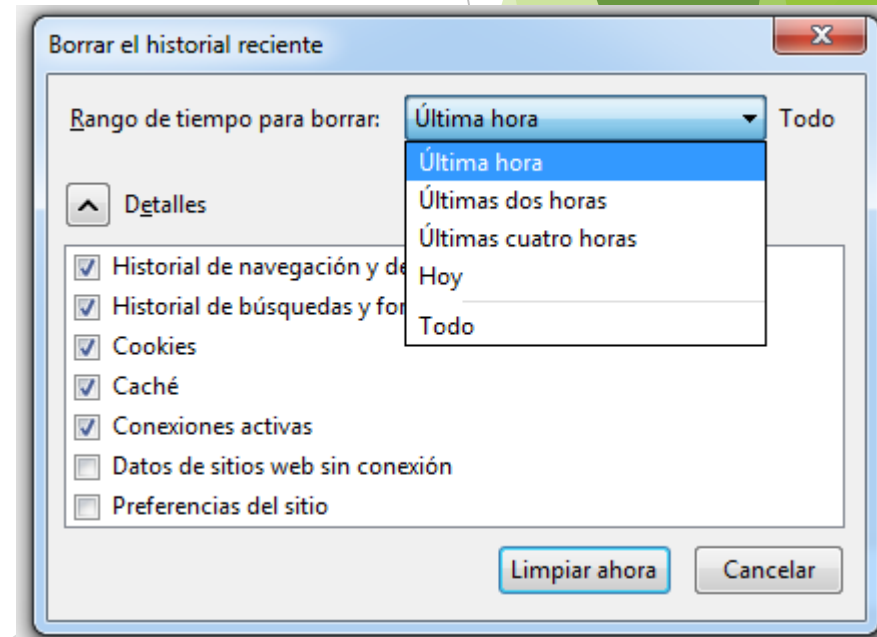 Borrar el historial reciente
Rango de tiempo para borrar: Última hora Todo
Última hora
Últimas dos horas
Últimas cuatro horas
Hoy
Todo
Detalles
Historial de navegación y
Historial de búsquedas y
Cookies
Caché
Conexiones activas
Datos de sitios web sin conexión
Preferencias del sitio
Limpiar ahora Cancelar